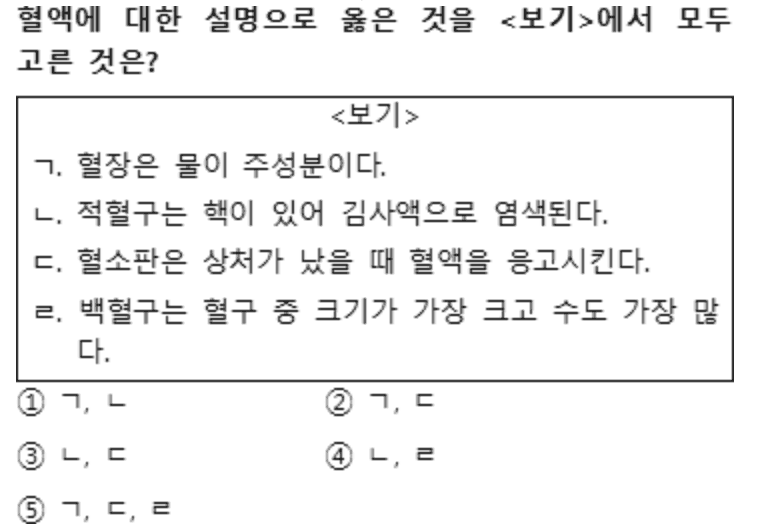 혈액에 대한 설명으로 옳은 것을 <보기>에서 모두
고른 것은?
<보기>
ㄱ. 혈장은 물이 주성분이다.
ㄴ. 적혈구는 핵이 있어 김사액으로 염색된다.
ㄷ. 혈소판은 상처가 났을 때 혈액을 응고시킨다.
ㄹ. 백혈구는 혈구 중 크기가 가장 크고 수도 가장 많
다.
① ㄱ, ㄴ ② ㄱ, ㄷ
③ ㄴ, ㄷ ④ ㄴ, ㄹ
⑤ ㄱ, ㄷ, ㄹ